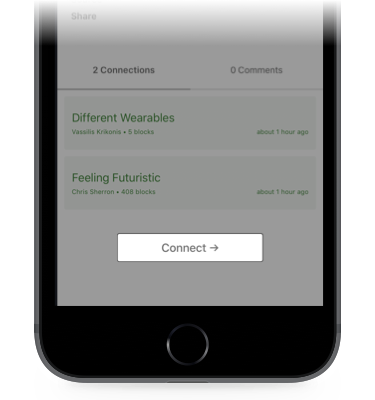 Share
2 Connections 0 Comments
Different Wearables
Vassilis Krikonis • 5 blocks about 1 hour ago
Feeling Futuristic
Chris Sherron • 408 blocks about 1 hour ago
Connect →